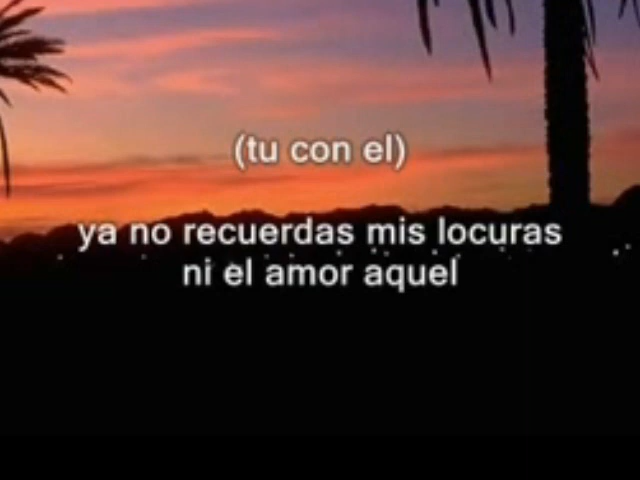 (tu con el)
ya no recuerdas mis locuras
ni el amor aquel